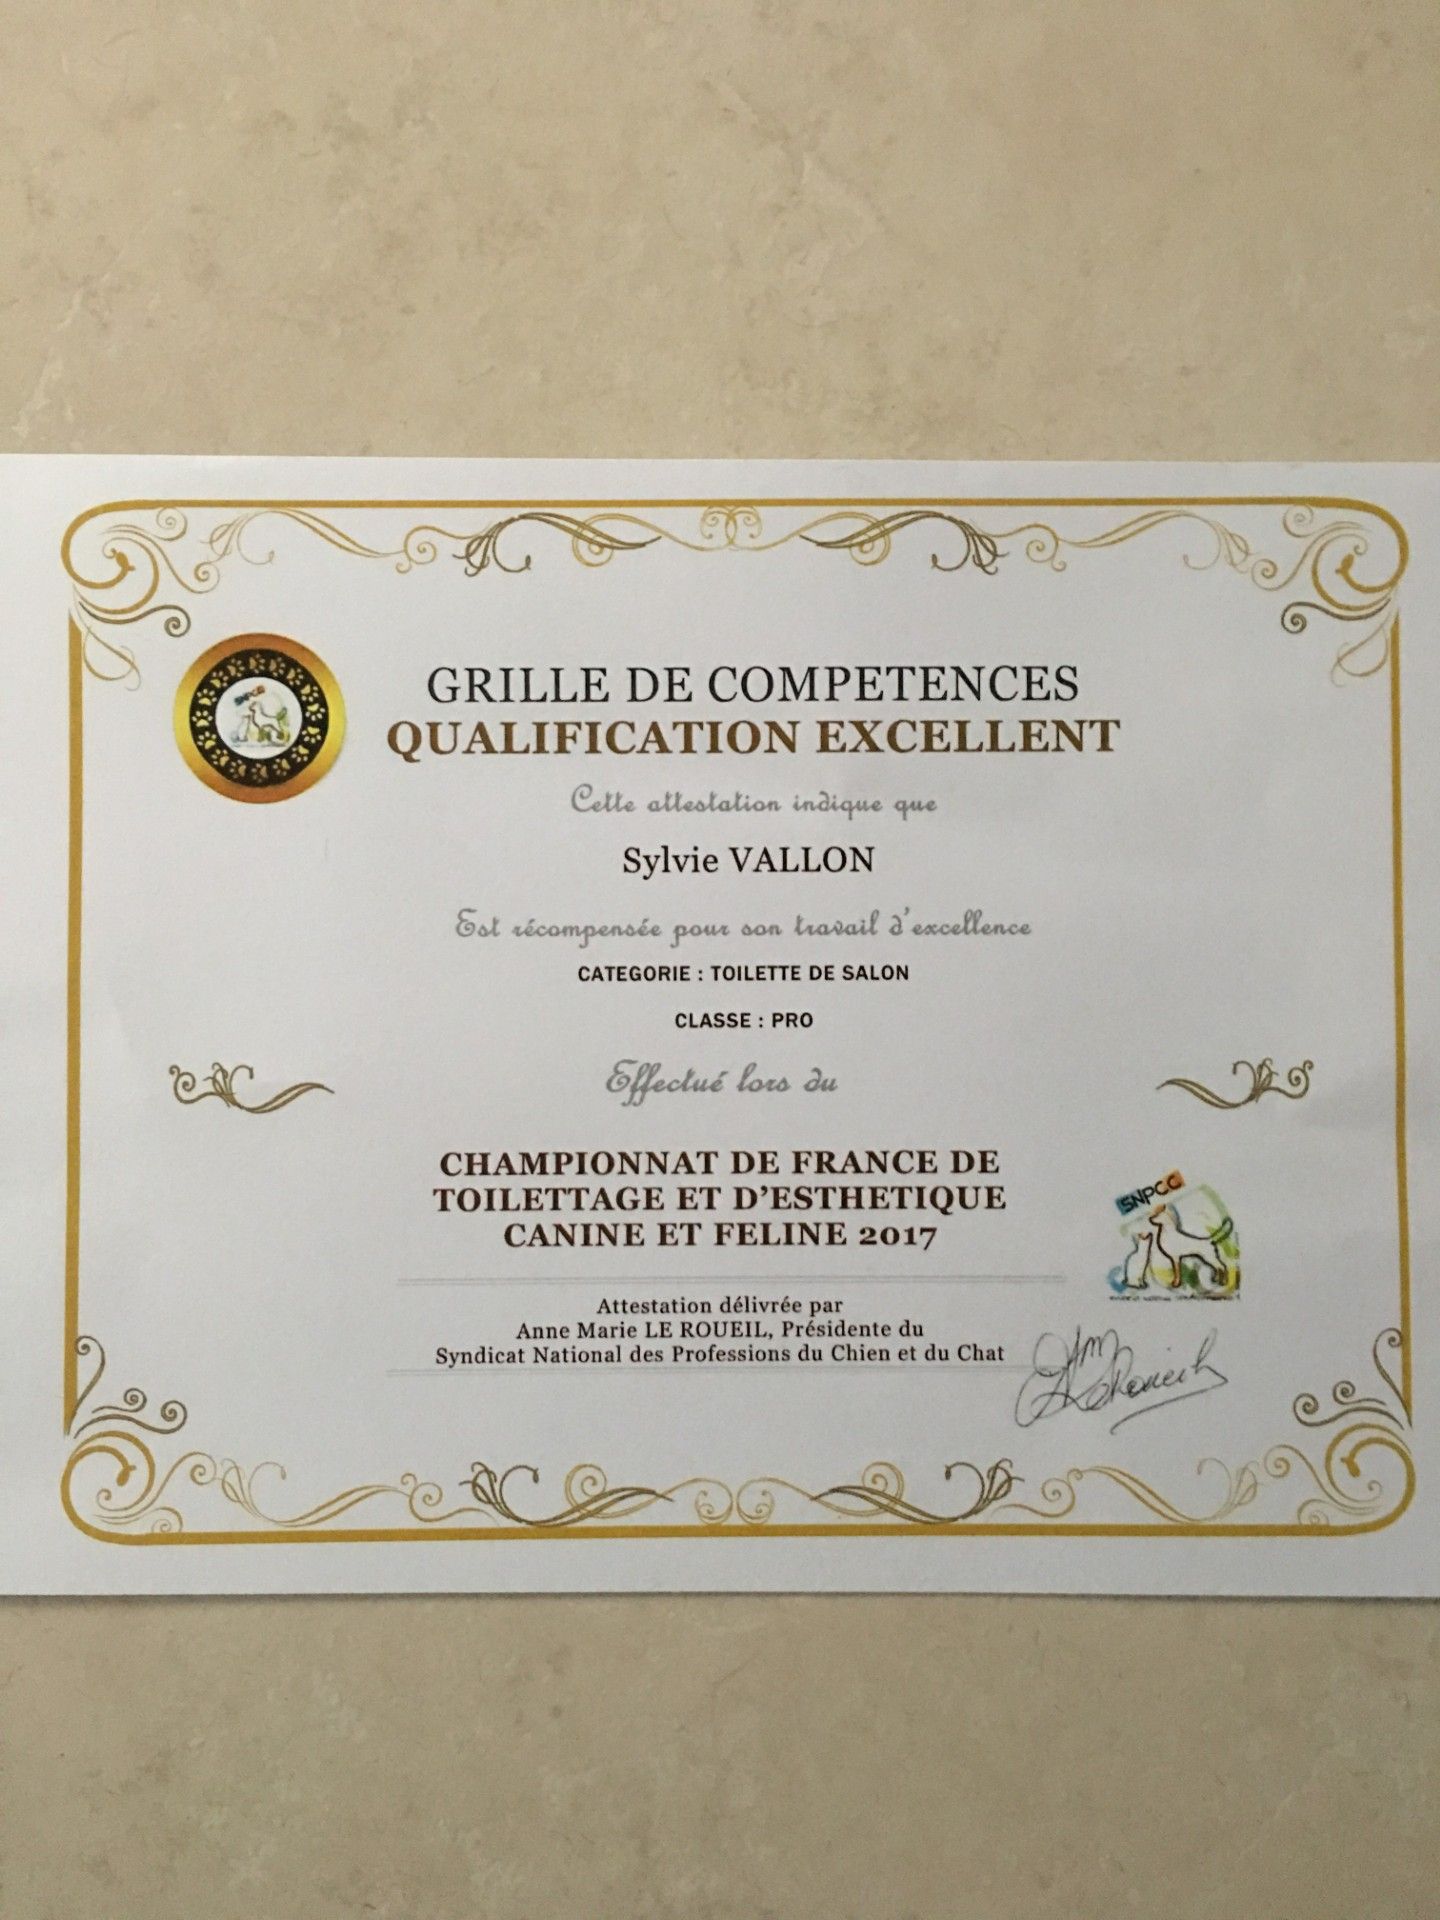 SNPCC
GRILLE DE COMPETENCES
QUALIFICATION EXCELLENT
Cette attestation indique que
Sylvie VALLON
Est récompensée pour son travail d'excellence
CATEGORIE : TOILETTE DE SALON
CLASSE : PRO
Effectué lors du
CHAMPIONNAT DE FRANCE DE
TOILETTAGE ET D'ESTHETIQUE
CANINE ET FELINE 2017
SNPCC
Attestation délivrée par
Anne Marie LE ROUEIL, Présidente du
Syndicat National des Professions du Chien et du Chat